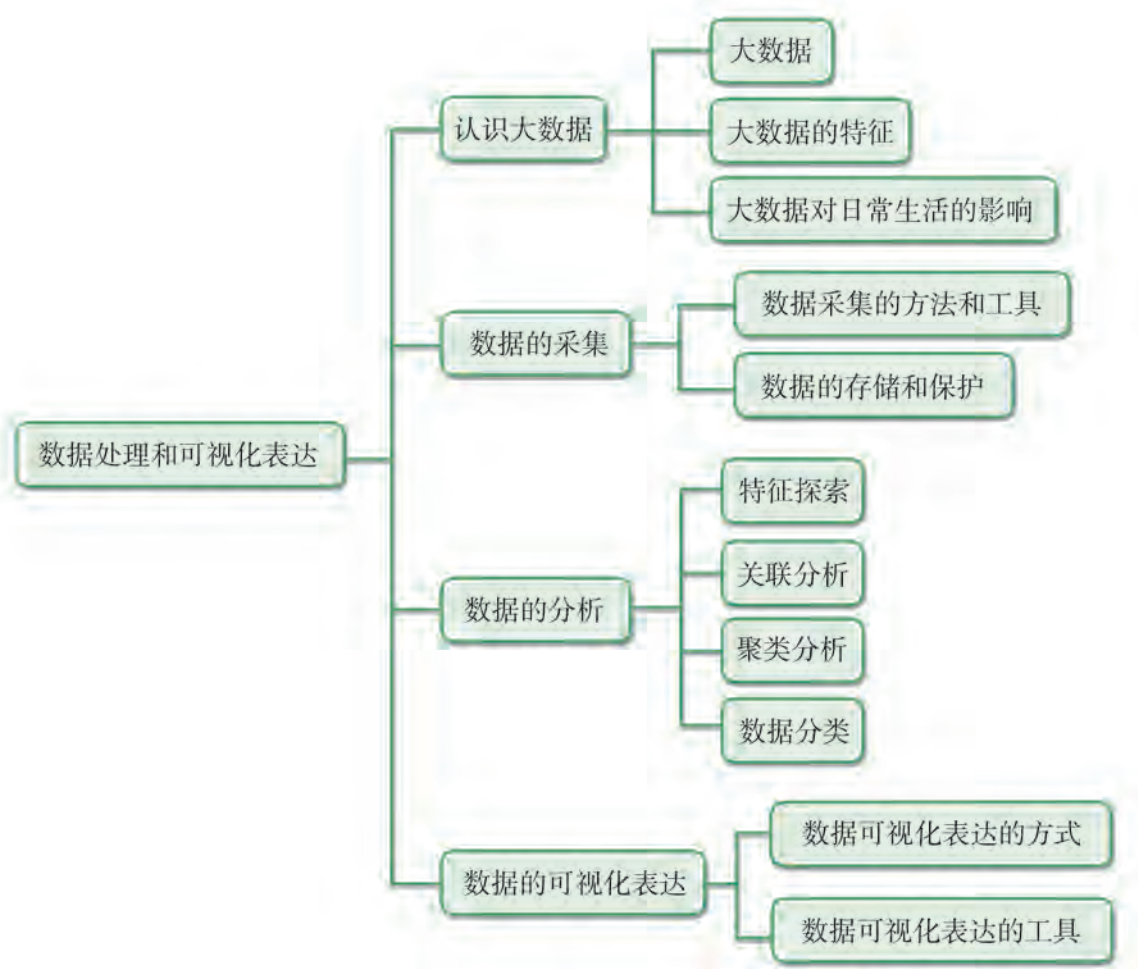 数据处理和可视化表达
认识大数据
大数据
大数据的特征
大数据对日常生活的影响
数据的采集
数据采集的方法和工具
数据的存储和保护
数据的分析
特征探索
关联分析
聚类分析
数据分类
数据的可视化表达
数据可视化表达的方式
数据可视化表达的工具